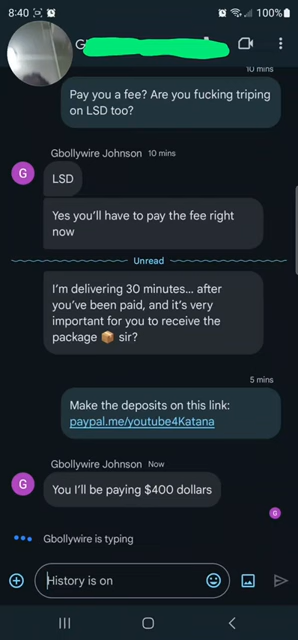 8:40
100%
G
10 mins
Pay you a fee? Are you fucking triping
on LSD too?
Gbollywire Johnson 10 mins
G
LSD
Yes you'll have to pay the fee right
now
Unread
I'm delivering 30 minutes... after
you've been paid, and it's very
important for you to receive the
package 📦 sir?
5 mins
Make the deposits on this link:
paypal.me/youtube4Katana
Gbollywire Johnson Now
G
You I'll be paying $400 dollars
G
Gbollywire is typing
History is on